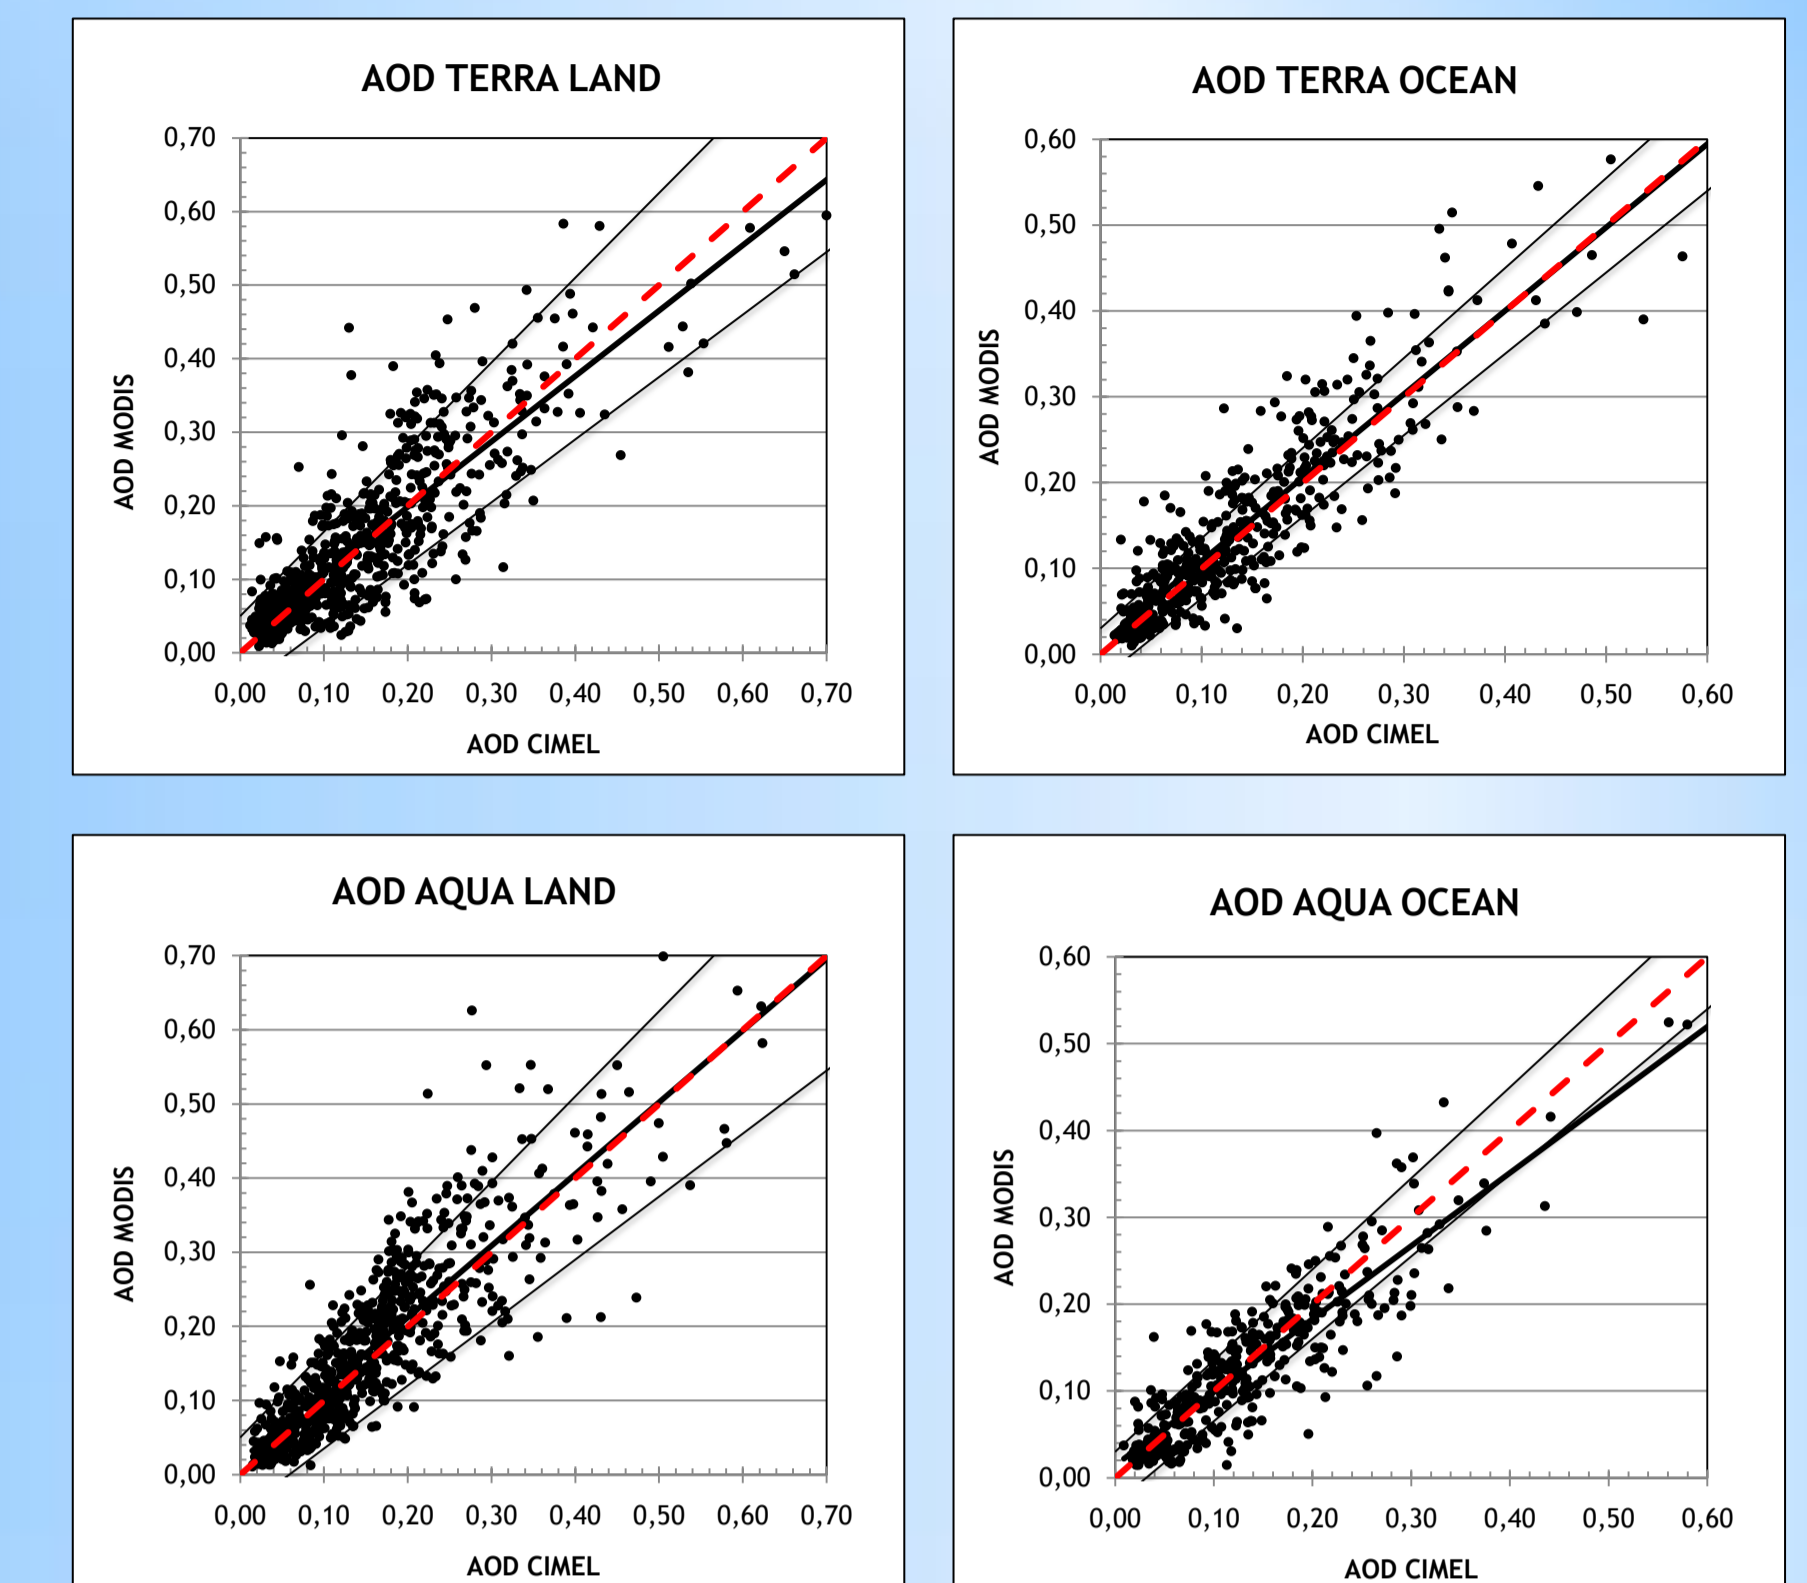 AOD TERRA LAND
0,70
0,60
0,50
0,40
0,30
0,20
0,10
0,00
AOD MODIS
0,00 0,10 0,20 0,30 0,40 0,50 0,60 0,70
AOD CIMEL
AOD TERRA OCEAN
0,60
0,50
0,40
0,30
0,20
0,10
0,00
AOD MODIS
0,00 0,10 0,20 0,30 0,40 0,50 0,60
AOD CIMEL
AOD AQUA LAND
0,70
0,60
0,50
0,40
0,30
0,20
0,10
0,00
AOD MODIS
0,00 0,10 0,20 0,30 0,40 0,50 0,60 0,70
AOD CIMEL
AOD AQUA OCEAN
0,60
0,50
0,40
0,30
0,20
0,10
0,00
AOD MODIS
0,00 0,10 0,20 0,30 0,40 0,50 0,60
AOD CIMEL